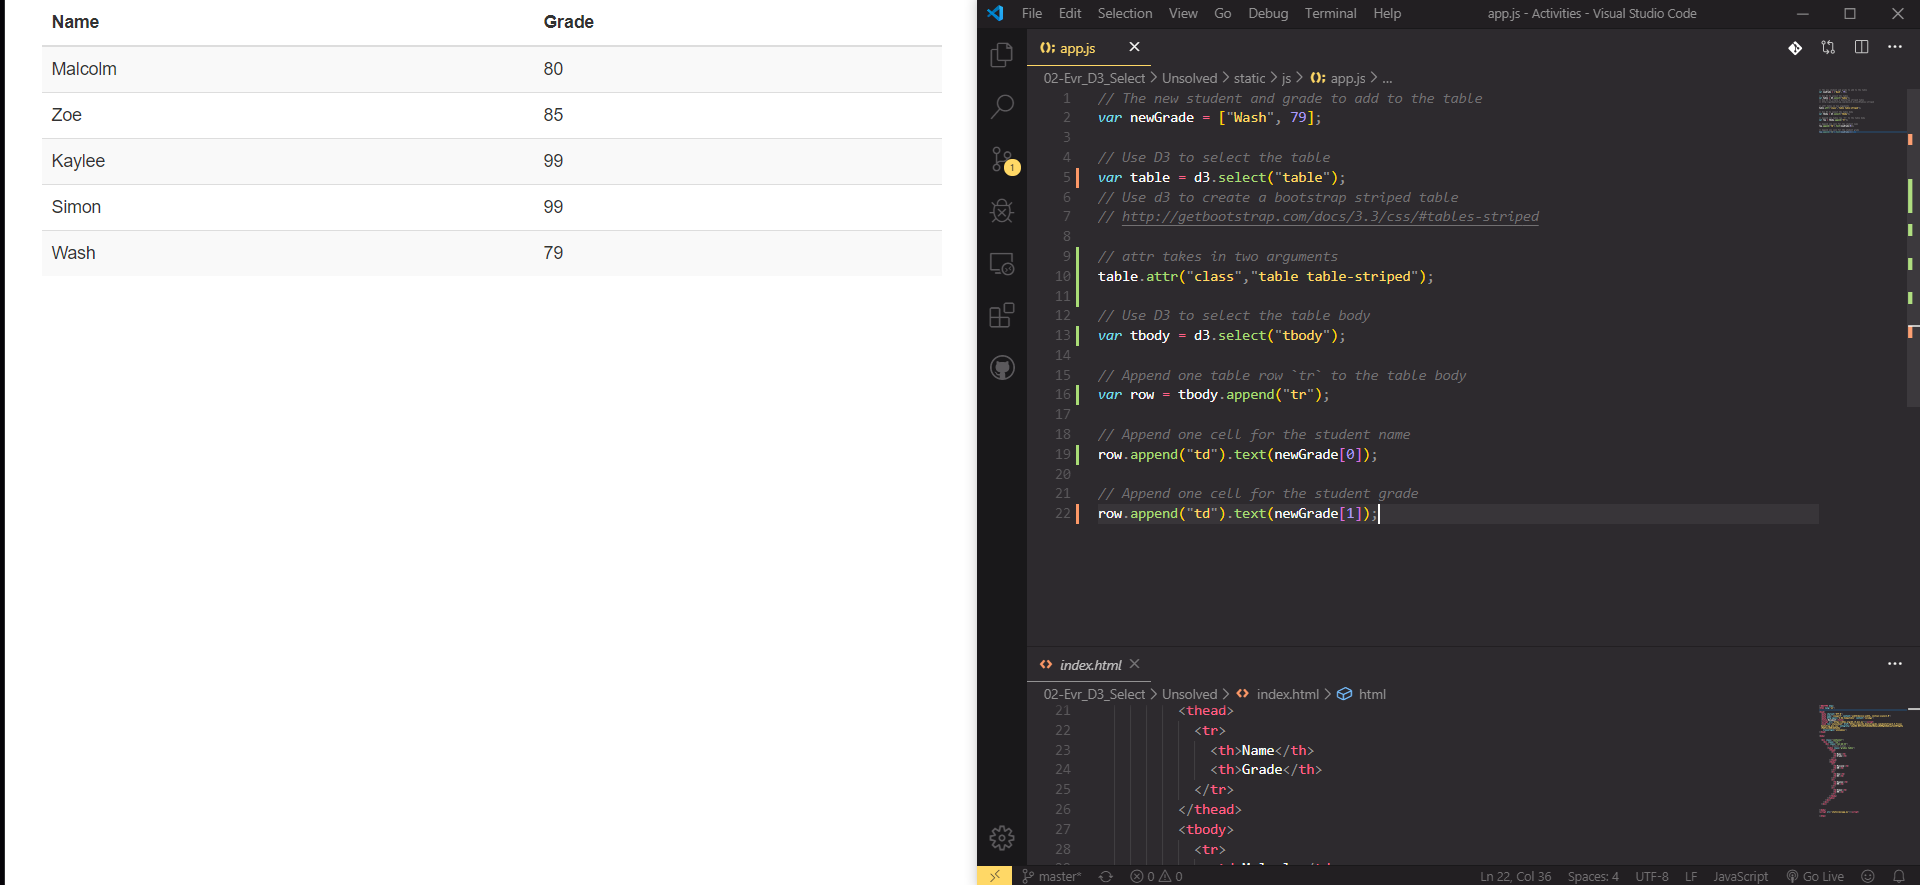 Name Grade
Malcolm 80
Zoe 85
Kaylee 99
Simon 99
Wash 79
File Edit Selection View Go Debug Terminal Help app.js - Activities - Visual Studio Code
app.js
02-Evr_D3_Select > Unsolved > static > js > app.js > ...
1 // The new student and grade to add to the table
2 var newGrade = ["Wash", 79];
3
4 // Use D3 to select the table
5 var table = d3.select("table");
6 // Use d3 to create a bootstrap striped table
7 // http://getbootstrap.com/docs/3.3/css/#tables-striped
8
9 // attr takes in two arguments
10 table.attr("class","table table-striped");
11
12 // Use D3 to select the table body
13 var tbody = d3.select("tbody");
14
15 // Append one table row `tr` to the table body
16 var row = tbody.append("tr");
17
18 // Append one cell for the student name
19 row.append("td").text(newGrade[0]);
20
21 // Append one cell for the student grade
22 row.append("td").text(newGrade[1]);
1
index.html
02-Evr_D3_Select > Unsolved > index.html > html
21 <thead>
22 <tr>
23 <th>Name</th>
24 <th>Grade</th>
25 </tr>
26 </thead>
27 <tbody>
28 <tr>
master* 0 0 Ln 22, Col 36 Spaces: 4 UTF-8 LF JavaScript Go Live